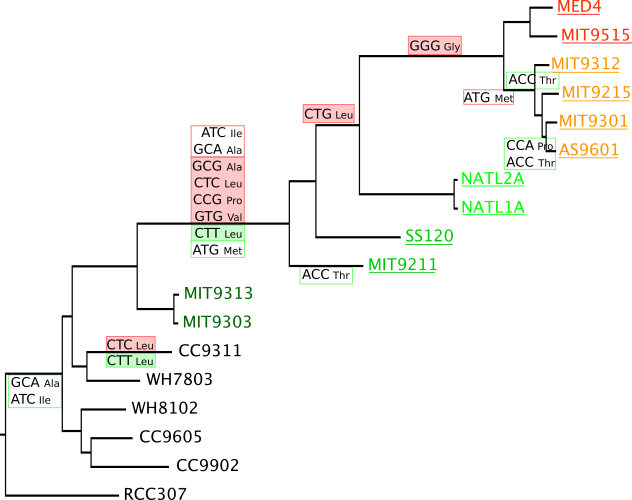 MED4
MIT9515
GGG Gly
MIT9312
ACC Thr
MIT9215
ATG Met
CTG Leu
MIT9301
CCA Pro
ACC Thr
AS9601
ATC Ile
GCA Ala
GCG Ala
CTC Leu
CCG Pro
GTG Val
CTT Leu
ATG Met
NATL2A
NATL1A
SS120
MIT9211
ACC Thr
MIT9313
MIT9303
CTC Leu
CTT Leu
CC9311
WH7803
GCA Ala
ATC Ile
WH8102
CC9605
CC9902
RCC307